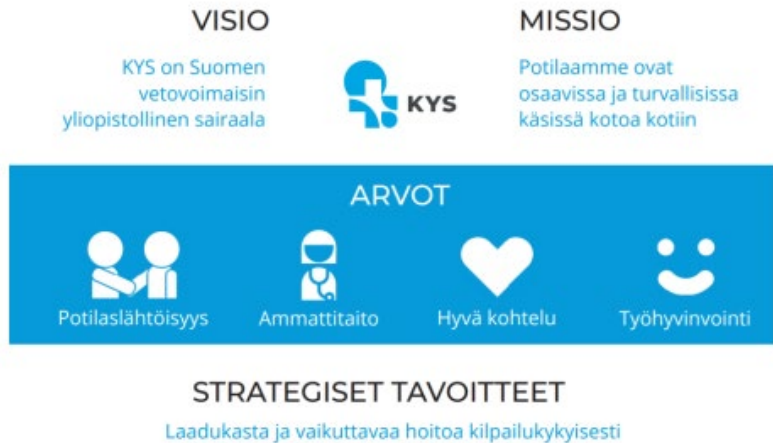 VISIO
KYS on Suomen
vetovoimaisin
yliopistollinen sairaala
KYS
MISSIO
Potilaamme ovat
osaavissa ja turvallisissa
käsissä kotoa kotiin
ARVOT
Potilaslähtöisyys
Ammattitaito
Hyvä kohtelu
Työhyvinvointi
STRATEGISET TAVOITTEET
Laadukasta ja vaikuttavaa hoitoa kilpailukykyisesti